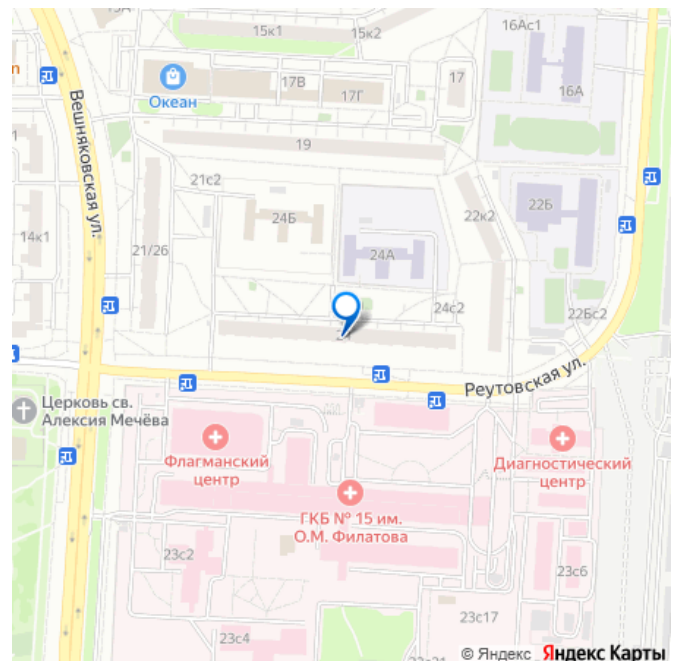 15к1
15к2
16Ас1
17В
17Г
17
16А
Океан
Вешняковская ул.
19
21с2
22к2
22Б
24Б
14к1
21/26
24А
24с2
22Бс2
Реутовская ул.
Церковь св.
Алексия Мечёва
Флагманский
центр
Диагностический
центр
ГКБ № 15 им.
О.М. Филатова
23с2
23с6
23с17
23с4
© Яндекс Яндекс Карты